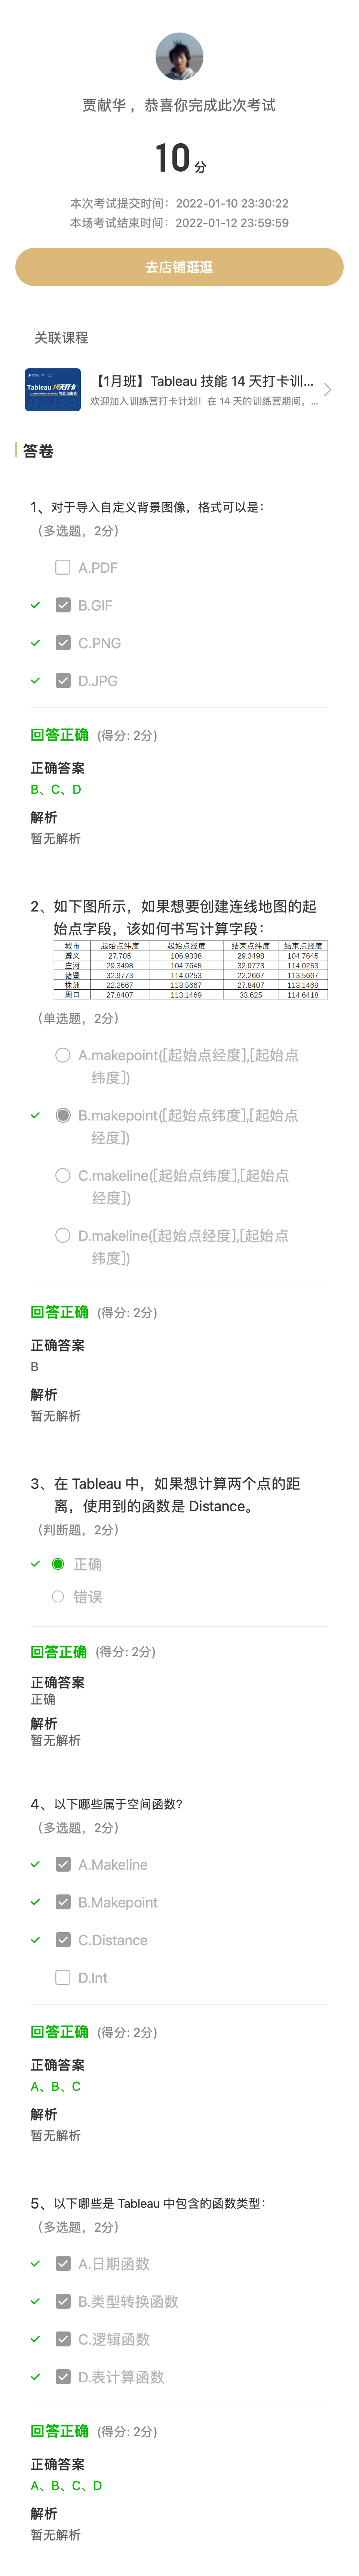 贾献华，恭喜你完成此次考试
10 分
本次考试提交时间：2022-01-10 23:30:22
本场考试结束时间：2022-01-12 23:59:59
去店铺逛逛
关联课程
Tableau 14天打卡
【1月班】Tableau 技能 14 天打卡训...
欢迎加入训练营打卡计划！在 14 天的训练营期间，...
答卷
1、对于导入自定义背景图像，格式可以是：
（多选题，2分）
A.PDF
B.GIF
C.PNG
D.JPG
回答正确 (得分: 2分)
正确答案
B、C、D
解析
暂无解析
2、如下图所示，如果想要创建连线地图的起
始点字段，该如何书写计算字段：
城市 起始点纬度 起始点经度 结束点纬度 结束点经度
遵义 27.705 106.9336 29.3498 104.7645
庄河 29.3498 104.7645 32.9773 114.0253
诸暨 32.9773 114.0253 22.2667 113.5667
株洲 22.2667 113.5667 27.8407 113.1469
周口 27.8407 113.1469 33.625 114.6418
（单选题，2分）
A.makepoint([起始点经度],[起始点
纬度])
B.makepoint([起始点纬度],[起始点
经度])
C.makeline([起始点纬度],[起始点
经度])
D.makeline([起始点经度],[起始点
纬度])
回答正确 (得分: 2分)
正确答案
B
解析
暂无解析
3、在 Tableau 中，如果想计算两个点的距
离，使用到的函数是 Distance。
（判断题，2分）
正确
错误
回答正确 (得分: 2分)
正确答案
正确
解析
暂无解析
4、以下哪些属于空间函数?
（多选题，2分）
A.Makeline
B.Makepoint
C.Distance
D.Int
回答正确 (得分: 2分)
正确答案
A、B、C
解析
暂无解析
5、以下哪些是 Tableau 中包含的函数类型：
（多选题，2分）
A.日期函数
B.类型转换函数
C.逻辑函数
D.表计算函数
回答正确 (得分: 2分)
正确答案
A、B、C、D
解析
暂无解析